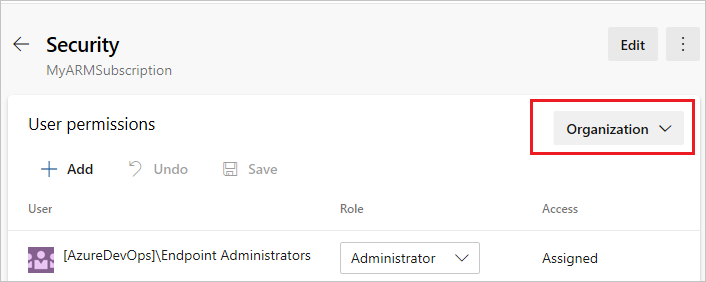 Security
Edit
MyARMSubscription
User permissions
Organization
Add
Undo
Save
User
Role
Access
[AzureDevOps]\Endpoint Administrators
Administrator
Assigned